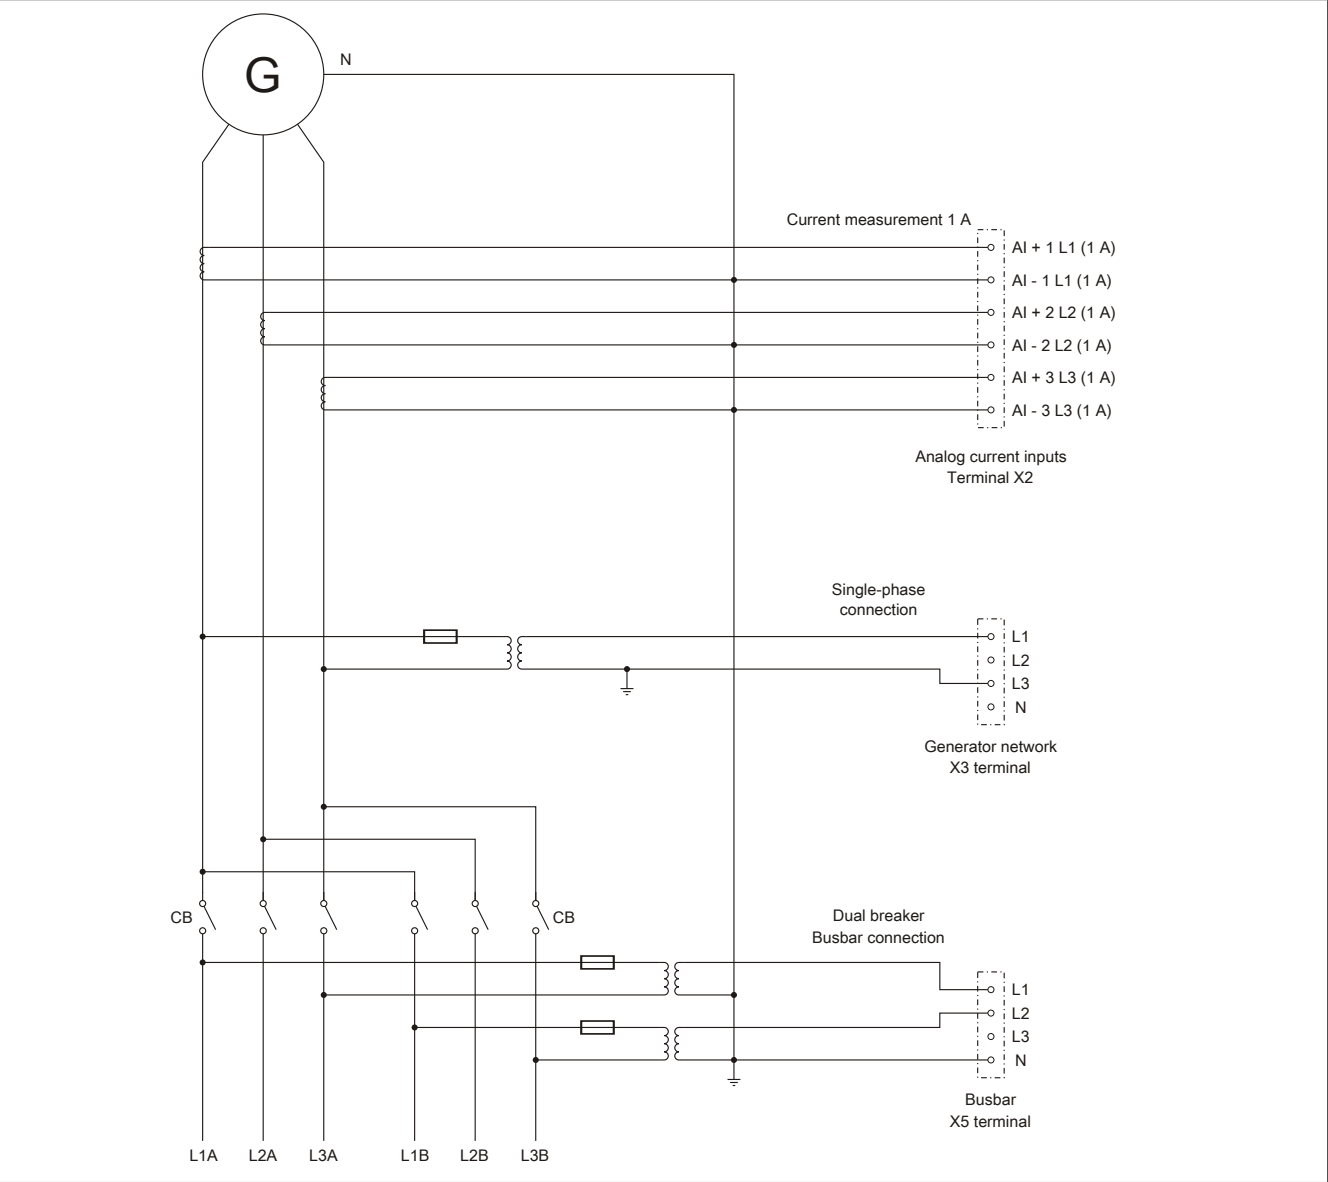 N
G
Current measurement 1 A
AI + 1 L1 (1 A)
AI - 1 L1 (1 A)
AI + 2 L2 (1 A)
AI - 2 L2 (1 A)
AI + 3 L3 (1 A)
AI - 3 L3 (1 A)
Analog current inputs
Terminal X2
Single-phase
connection
L1
L2
L3
N
Generator network
X3 terminal
CB
CB
Dual breaker
Busbar connection
L1
L2
L3
N
Busbar
X5 terminal
L1A L2A L3A L1B L2B L3B